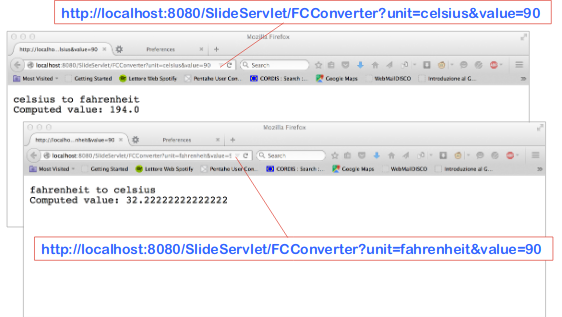 http://localhost:8080/SlideServlet/FCConverter?unit=celsius&value=90
Mozilla Firefox
http://localho...lsius&value=90
Preferences
localhost:8080/SlideServlet/FCConverter?unit=celsius&value=90
Search
Most Visited
Getting Started
Lettore Web Spotify
Pentaho User Con...
CORDIS : Search :...
Google Maps
WebMailDISCO
Introduzione al G...
celsius to fahrenheit
Computed value: 194.0
Mozilla Firefox
http://localho...nheit&value=90
Preferences
localhost:8080/SlideServlet/FCConverter?unit=fahrenheit&value=9
Search
Most Visited
Getting Started
Lettore Web Spotify
Pentaho User Con...
CORDIS : Search :...
Google Maps
WebMailDISCO
Introduzione al G...
fahrenheit to celsius
Computed value: 32.22222222222222
http://localhost:8080/SlideServlet/FCConverter?unit=fahrenheit&value=90